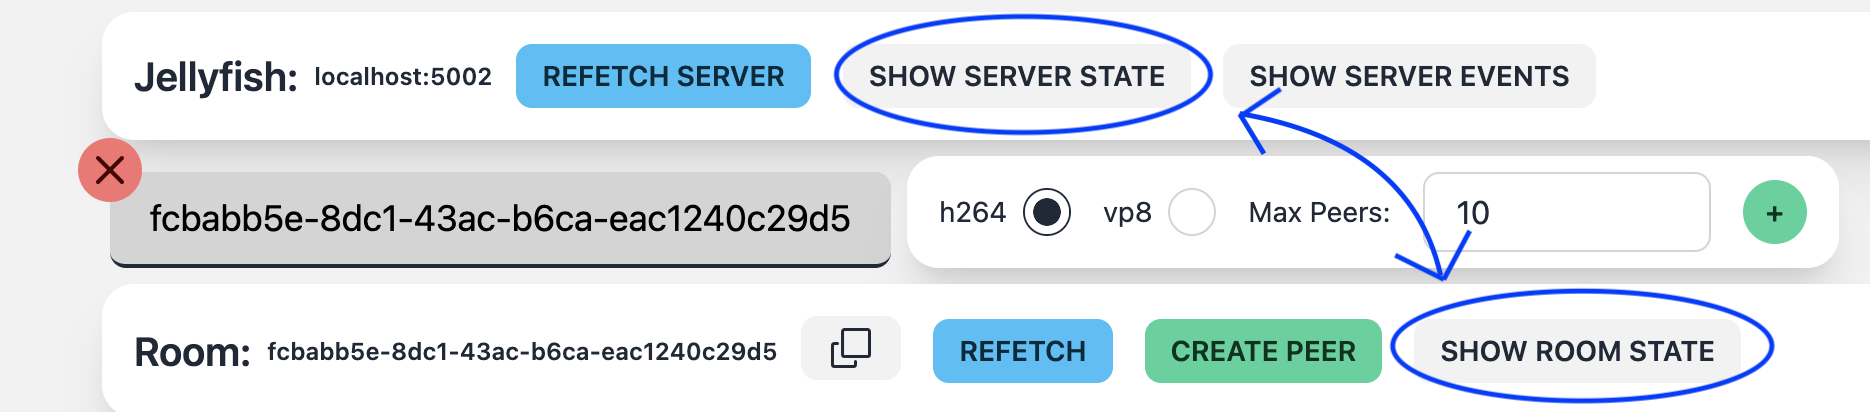 Jellyfish: localhost:5002 REFETCH SERVER SHOW SERVER STATE SHOW SERVER EVENTS
fcbabb5e-8dc1-43ac-b6ca-eac1240c29d5 h264 vp8 Max Peers: 10 +
Room: fcbabb5e-8dc1-43ac-b6ca-eac1240c29d5 REFETCH CREATE PEER SHOW ROOM STATE